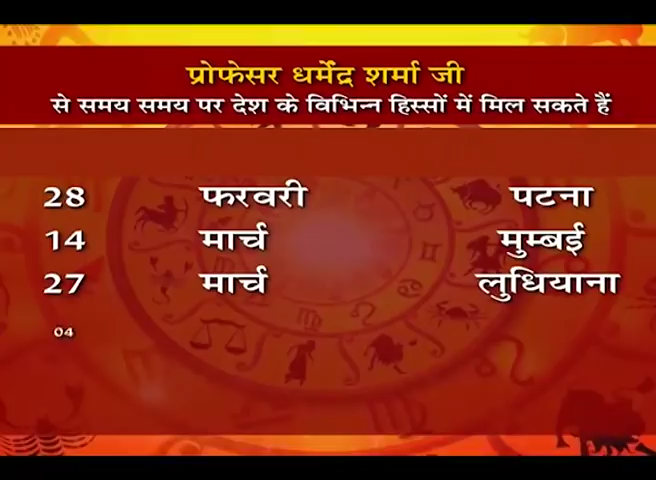 प्रोफेसर धर्मेंद्र शर्मा जी
से समय समय पर देश के विभिन्न हिस्सों में मिल सकते हैं
28 फरवरी पटना
14 मार्च मुम्बई
27 मार्च लुधियाना
04